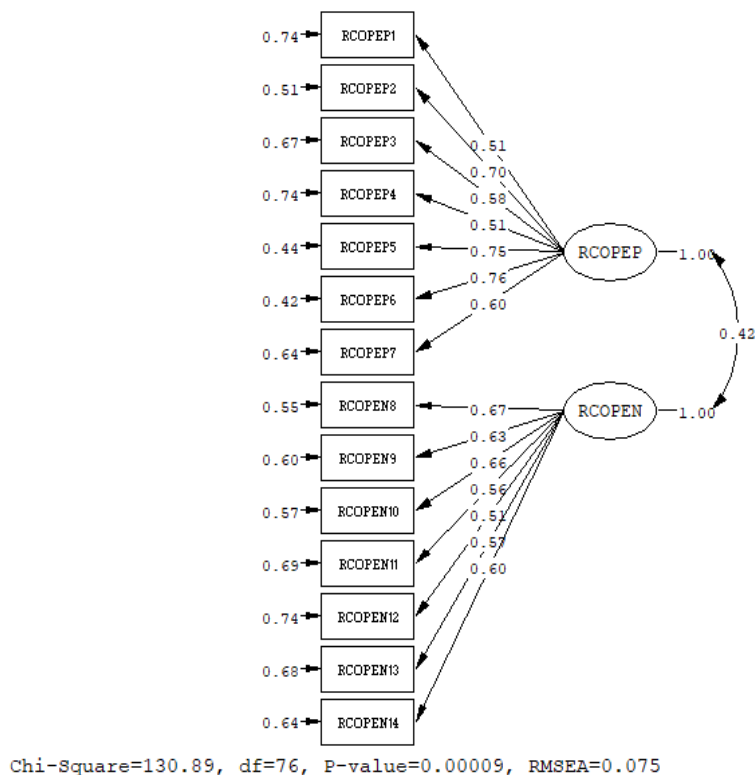 0.74 RCOPEP1
0.51 RCOPEP2
0.67 RCOPEP3 0.51
0.70
0.74 RCOPEP4 0.58
0.51
0.44 RCOPEP5 0.75 RCOPEP 1.00
0.76
0.42 RCOPEP6 0.60
0.42
0.64 RCOPEP7
0.55 RCOPEN8 0.67 RCOPEN 1.00
0.63
0.60 RCOPEN9 0.66
0.56
0.57 RCOPEN10 0.51
0.57
0.69 RCOPEN11 0.60
0.74 RCOPEN12
0.68 RCOPEN13
0.64 RCOPEN14
Chi-Square=130.89, df=76, P-value=0.00009, RMSEA=0.075